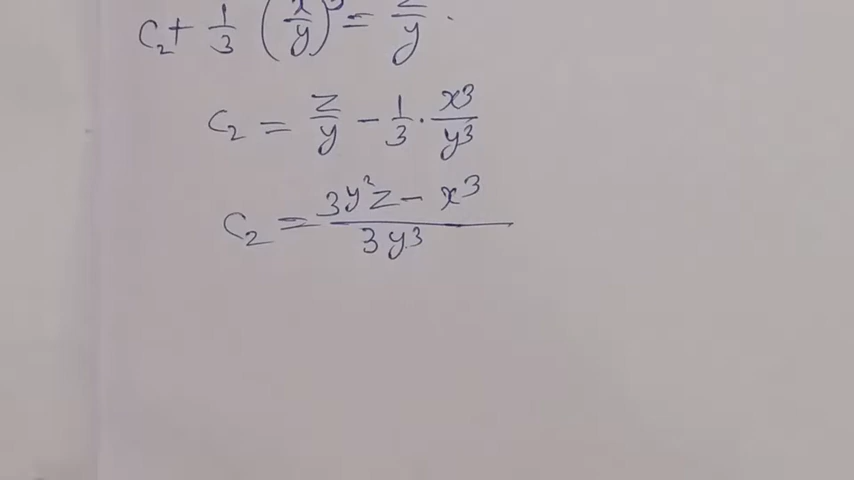 C₂ + 1/3 (x/y)³ = z/y .
C₂ = z/y - 1/3 · x³/y³
C₂ = (3y²z - x³)/(3y³)